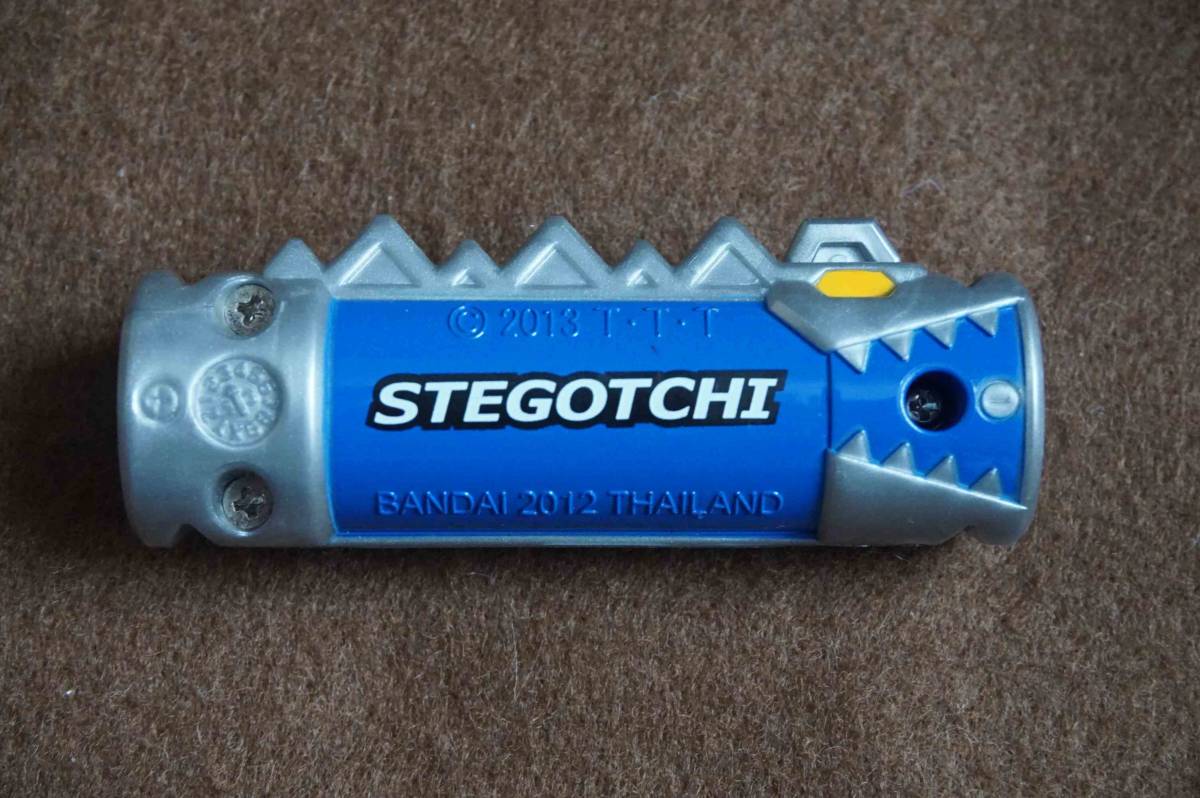 © 2013 T·T·T
STEGOTCHI
BANDAI 2012 THAILAND